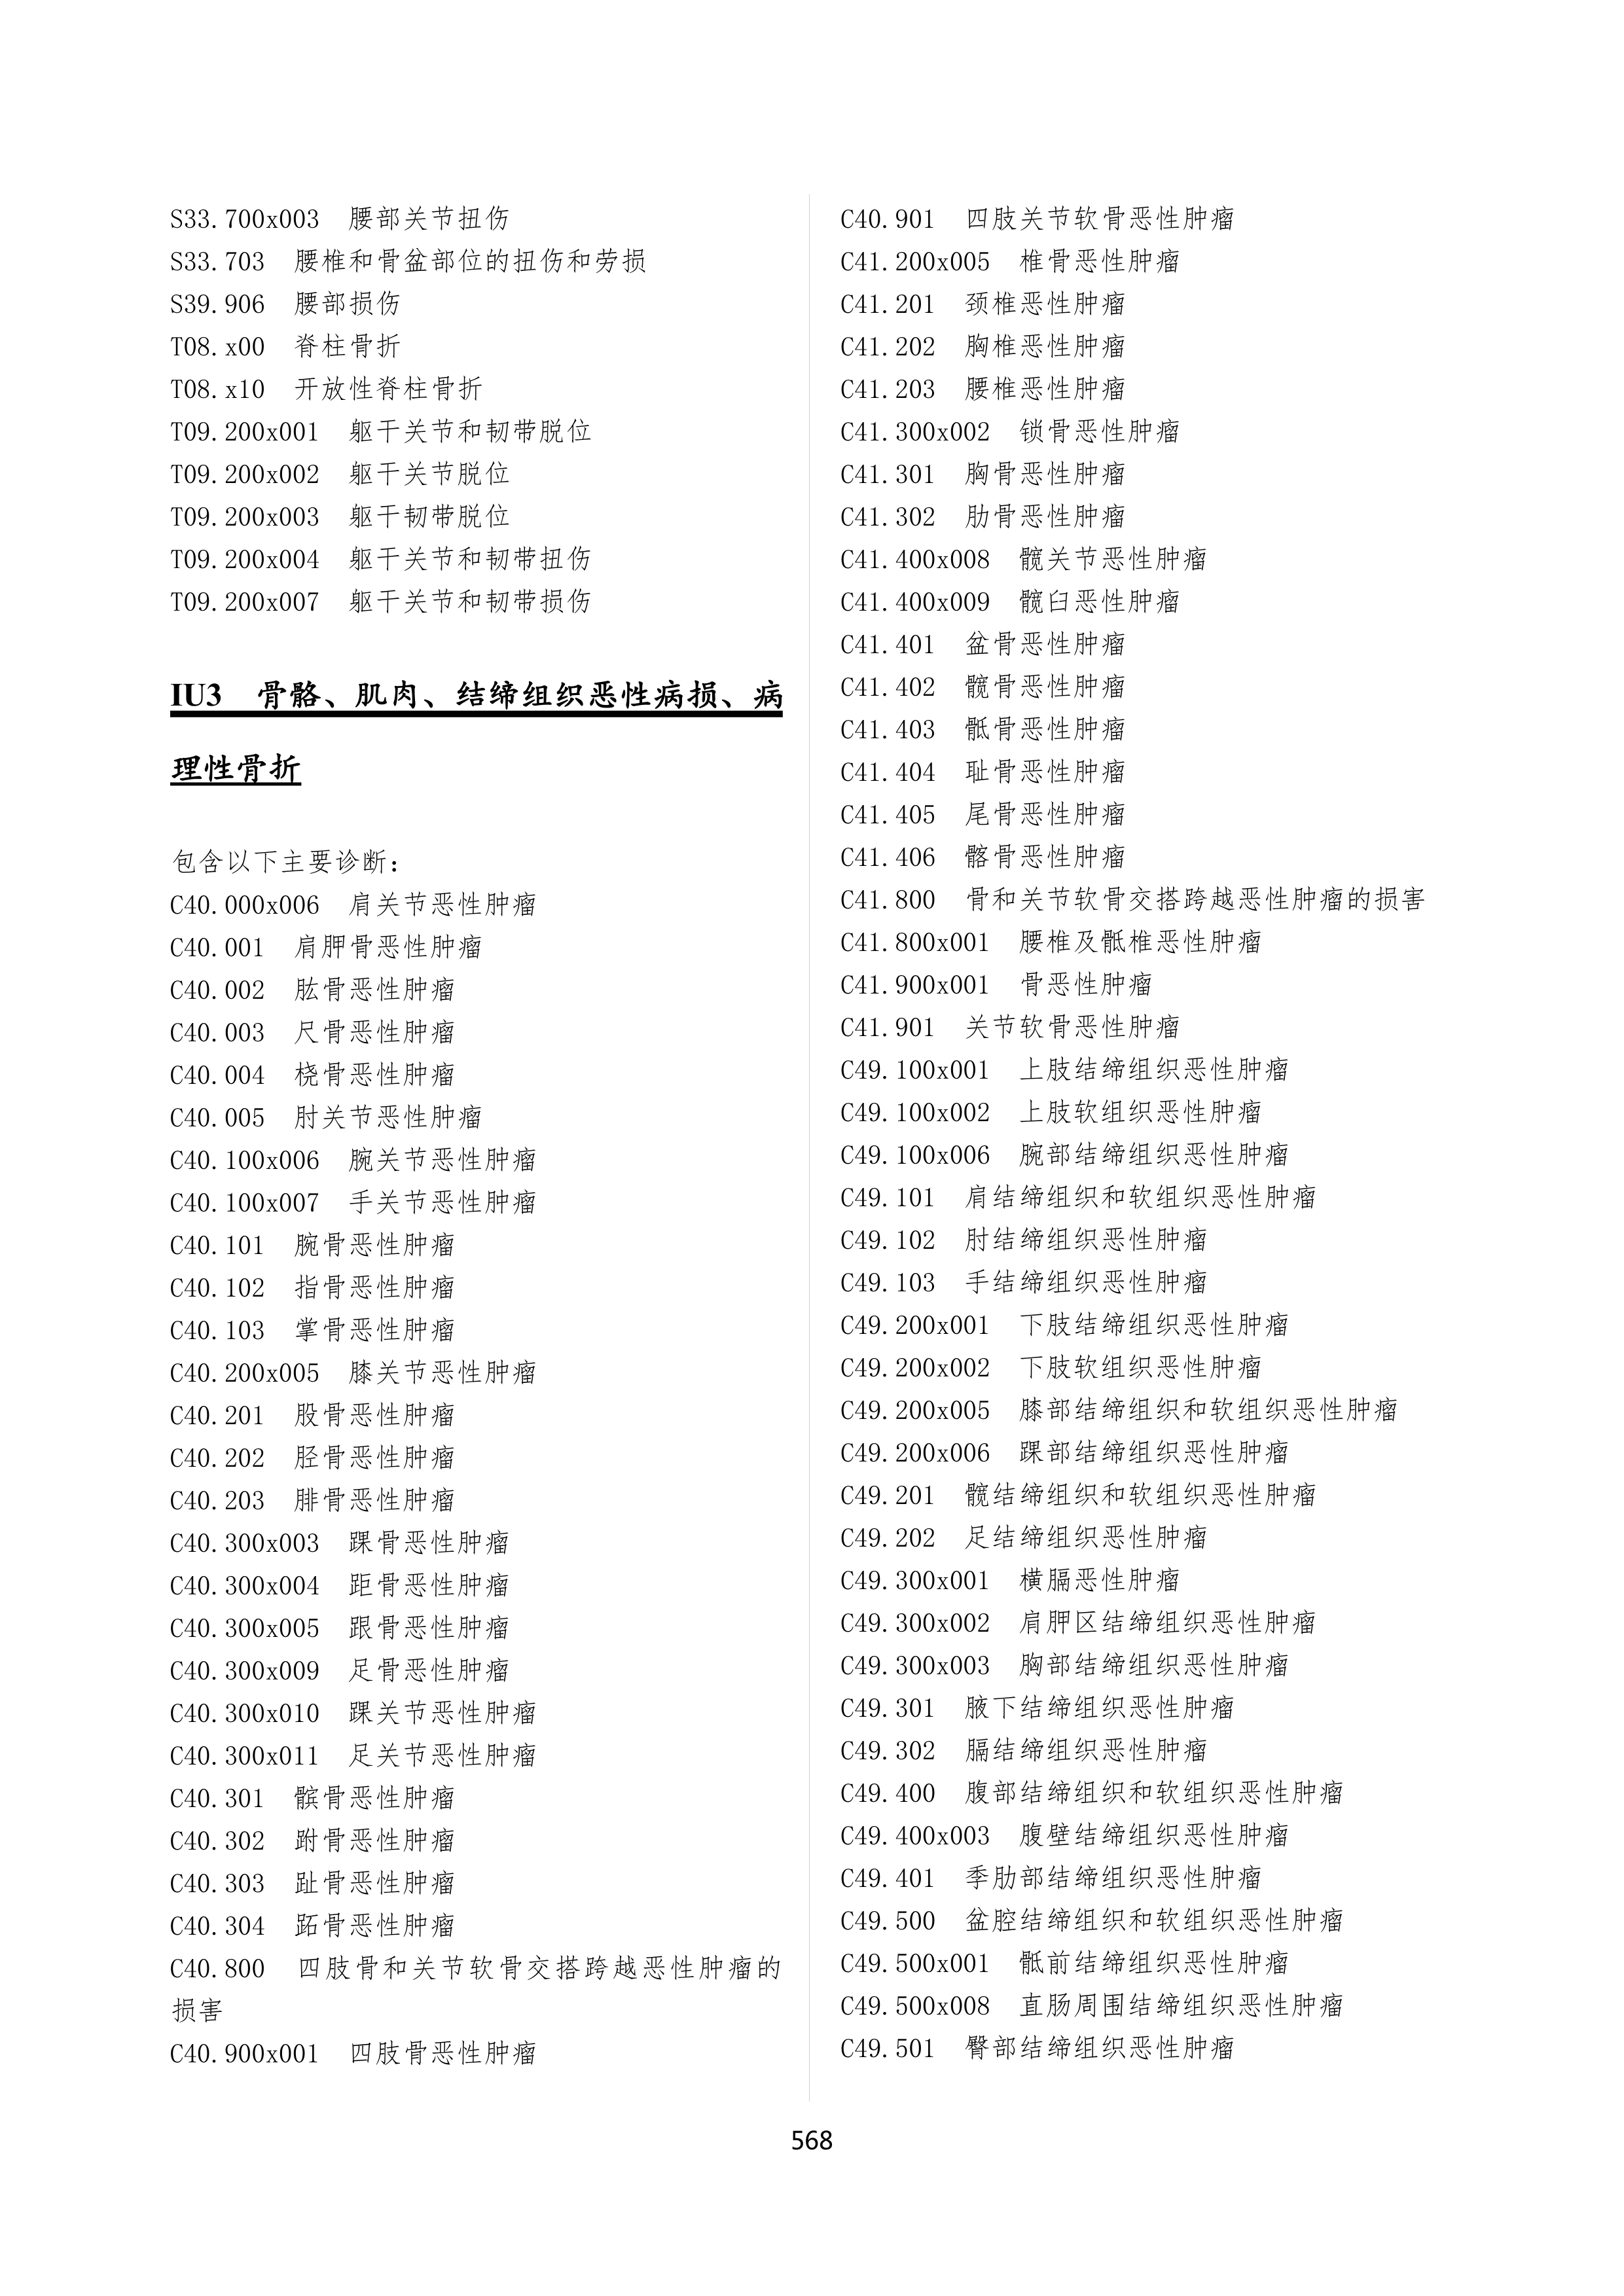 S33.700x003 腰部关节扭伤
S33.703 腰椎和骨盆部位的扭伤和劳损
S39.906 腰部损伤
T08.x00 脊柱骨折
T08.x10 开放性脊柱骨折
T09.200x001 躯干关节和韧带脱位
T09.200x002 躯干关节脱位
T09.200x003 躯干韧带脱位
T09.200x004 躯干关节和韧带扭伤
T09.200x007 躯干关节和韧带损伤
IU3 骨骼、肌肉、结缔组织恶性病损、病
理性骨折
包含以下主要诊断:
C40.000x006 肩关节恶性肿瘤
C40.001 肩胛骨恶性肿瘤
C40.002 肱骨恶性肿瘤
C40.003 尺骨恶性肿瘤
C40.004 桡骨恶性肿瘤
C40.005 肘关节恶性肿瘤
C40.100x006 腕关节恶性肿瘤
C40.100x007 手关节恶性肿瘤
C40.101 腕骨恶性肿瘤
C40.102 指骨恶性肿瘤
C40.103 掌骨恶性肿瘤
C40.200x005 膝关节恶性肿瘤
C40.201 股骨恶性肿瘤
C40.202 胫骨恶性肿瘤
C40.203 腓骨恶性肿瘤
C40.300x003 踝骨恶性肿瘤
C40.300x004 距骨恶性肿瘤
C40.300x005 跟骨恶性肿瘤
C40.300x009 足骨恶性肿瘤
C40.300x010 踝关节恶性肿瘤
C40.300x011 足关节恶性肿瘤
C40.301 髌骨恶性肿瘤
C40.302 跗骨恶性肿瘤
C40.303 趾骨恶性肿瘤
C40.304 跖骨恶性肿瘤
C40.800 四肢骨和关节软骨交搭跨越恶性肿瘤的
损害
C40.900x001 四肢骨恶性肿瘤
C40.901 四肢关节软骨恶性肿瘤
C41.200x005 椎骨恶性肿瘤
C41.201 颈椎恶性肿瘤
C41.202 胸椎恶性肿瘤
C41.203 腰椎恶性肿瘤
C41.300x002 锁骨恶性肿瘤
C41.301 胸骨恶性肿瘤
C41.302 肋骨恶性肿瘤
C41.400x008 髋关节恶性肿瘤
C41.400x009 髋臼恶性肿瘤
C41.401 盆骨恶性肿瘤
C41.402 髋骨恶性肿瘤
C41.403 骶骨恶性肿瘤
C41.404 耻骨恶性肿瘤
C41.405 尾骨恶性肿瘤
C41.406 髂骨恶性肿瘤
C41.800 骨和关节软骨交搭跨越恶性肿瘤的损害
C41.800x001 腰椎及骶椎恶性肿瘤
C41.900x001 骨恶性肿瘤
C41.901 关节软骨恶性肿瘤
C49.100x001 上肢结缔组织恶性肿瘤
C49.100x002 上肢软组织恶性肿瘤
C49.100x006 腕部结缔组织恶性肿瘤
C49.101 肩结缔组织和软组织恶性肿瘤
C49.102 肘结缔组织恶性肿瘤
C49.103 手结缔组织恶性肿瘤
C49.200x001 下肢结缔组织恶性肿瘤
C49.200x002 下肢软组织恶性肿瘤
C49.200x005 膝部结缔组织和软组织恶性肿瘤
C49.200x006 踝部结缔组织恶性肿瘤
C49.201 髋结缔组织和软组织恶性肿瘤
C49.202 足结缔组织恶性肿瘤
C49.300x001 横膈恶性肿瘤
C49.300x002 肩胛区结缔组织恶性肿瘤
C49.300x003 胸部结缔组织恶性肿瘤
C49.301 腋下结缔组织恶性肿瘤
C49.302 膈结缔组织恶性肿瘤
C49.400 腹部结缔组织和软组织恶性肿瘤
C49.400x003 腹壁结缔组织恶性肿瘤
C49.401 季肋部结缔组织恶性肿瘤
C49.500 盆腔结缔组织和软组织恶性肿瘤
C49.500x001 骶前结缔组织恶性肿瘤
C49.500x008 直肠周围结缔组织恶性肿瘤
C49.501 臀部结缔组织恶性肿瘤
568